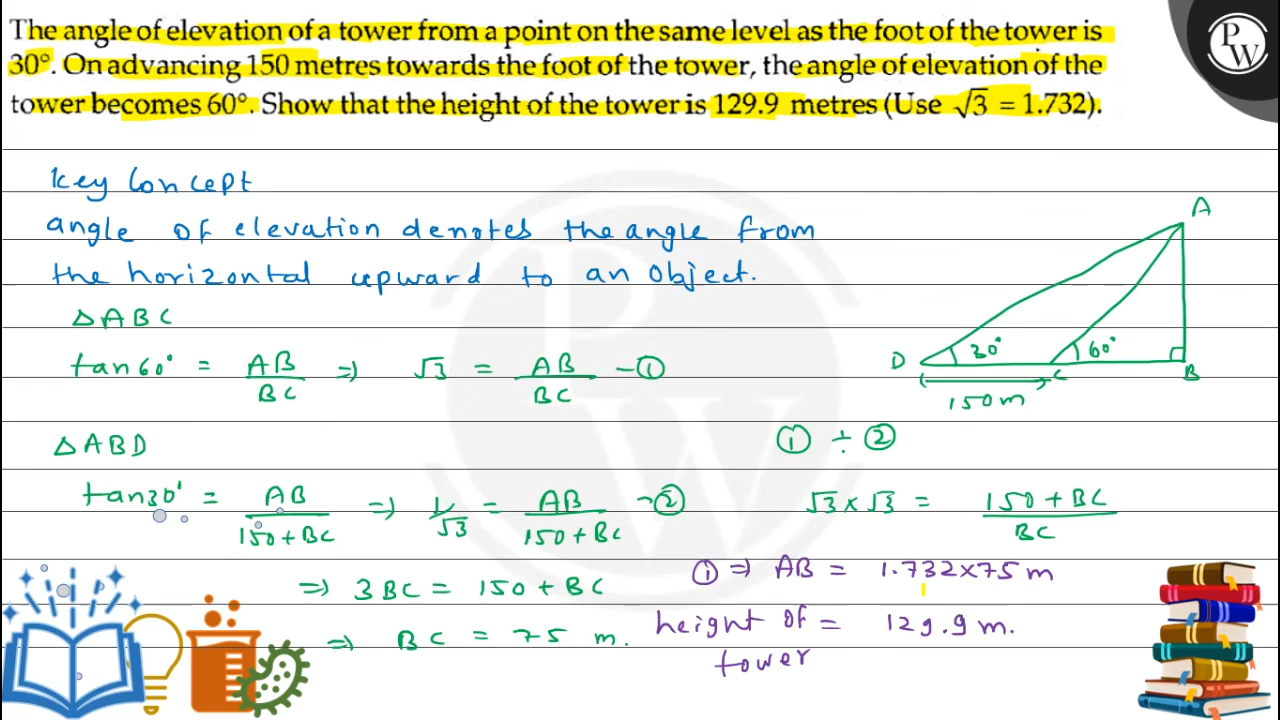 The angle of elevation of a tower from a point on the same level as the foot of the tower is
30°. On advancing 150 metres towards the foot of the tower, the angle of elevation of the
tower becomes 60°. Show that the height of the tower is 129.9 metres (Use √3 = 1.732).
PW
key Concept
angle of elevation denotes the angle from
the horizontal upward to an object.
△ABC
tan60° = AB/BC ⇒ √3 = AB/BC -①
A
D 30° C 60° B
150m
△ABD
tan30° = AB/150+BC ⇒ 1/√3 = AB/150+BC -②
① ÷ ②
√3×√3 = 150+BC/BC
⇒ 3BC = 150+BC
⇒ BC = 75 m.
① ⇒ AB = 1.732×75 m
height of = 129.9 m.
tower